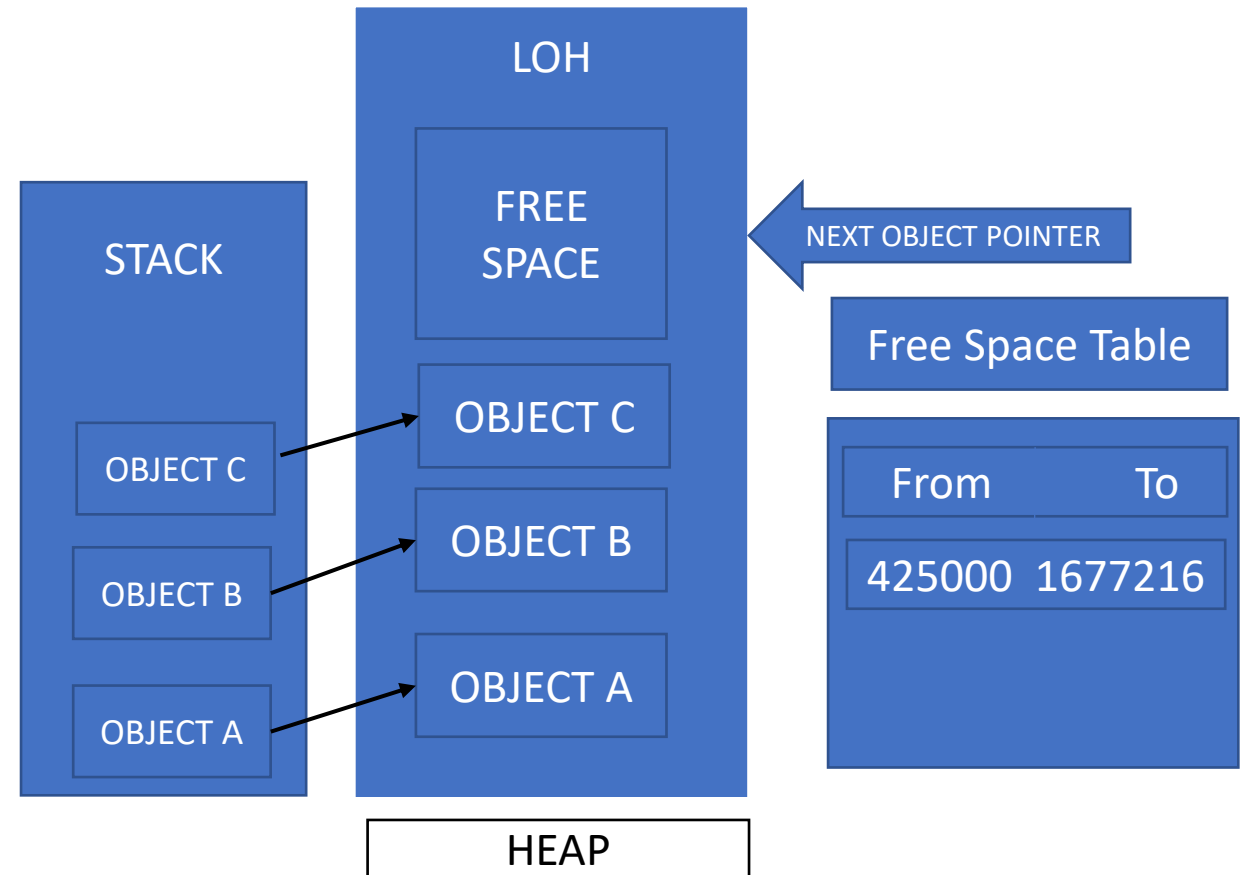 STACK
OBJECT C
OBJECT B
OBJECT A
LOH
FREE
SPACE
OBJECT C
OBJECT B
OBJECT A
HEAP
NEXT OBJECT POINTER
Free Space Table
From To
425000 1677216